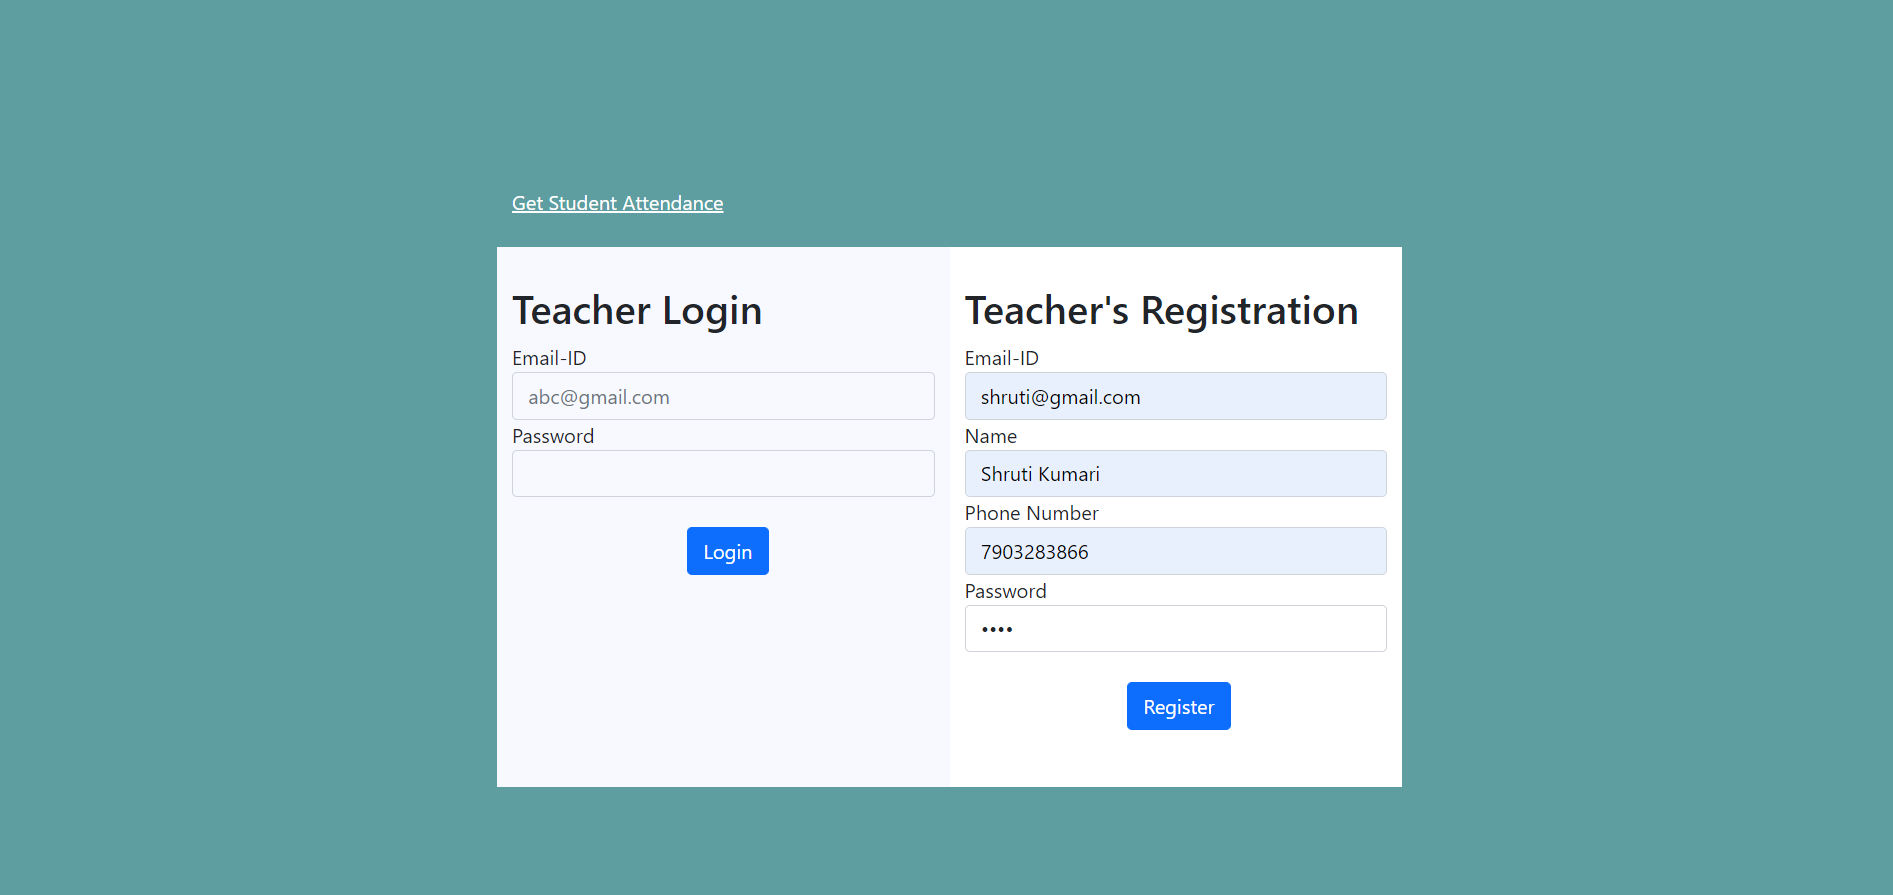 Get Student Attendance
Teacher Login
Email-ID
abc@gmail.com
Password
Login
Teacher's Registration
Email-ID
shruti@gmail.com
Name
Shruti Kumari
Phone Number
7903283866
Password
••••
Register